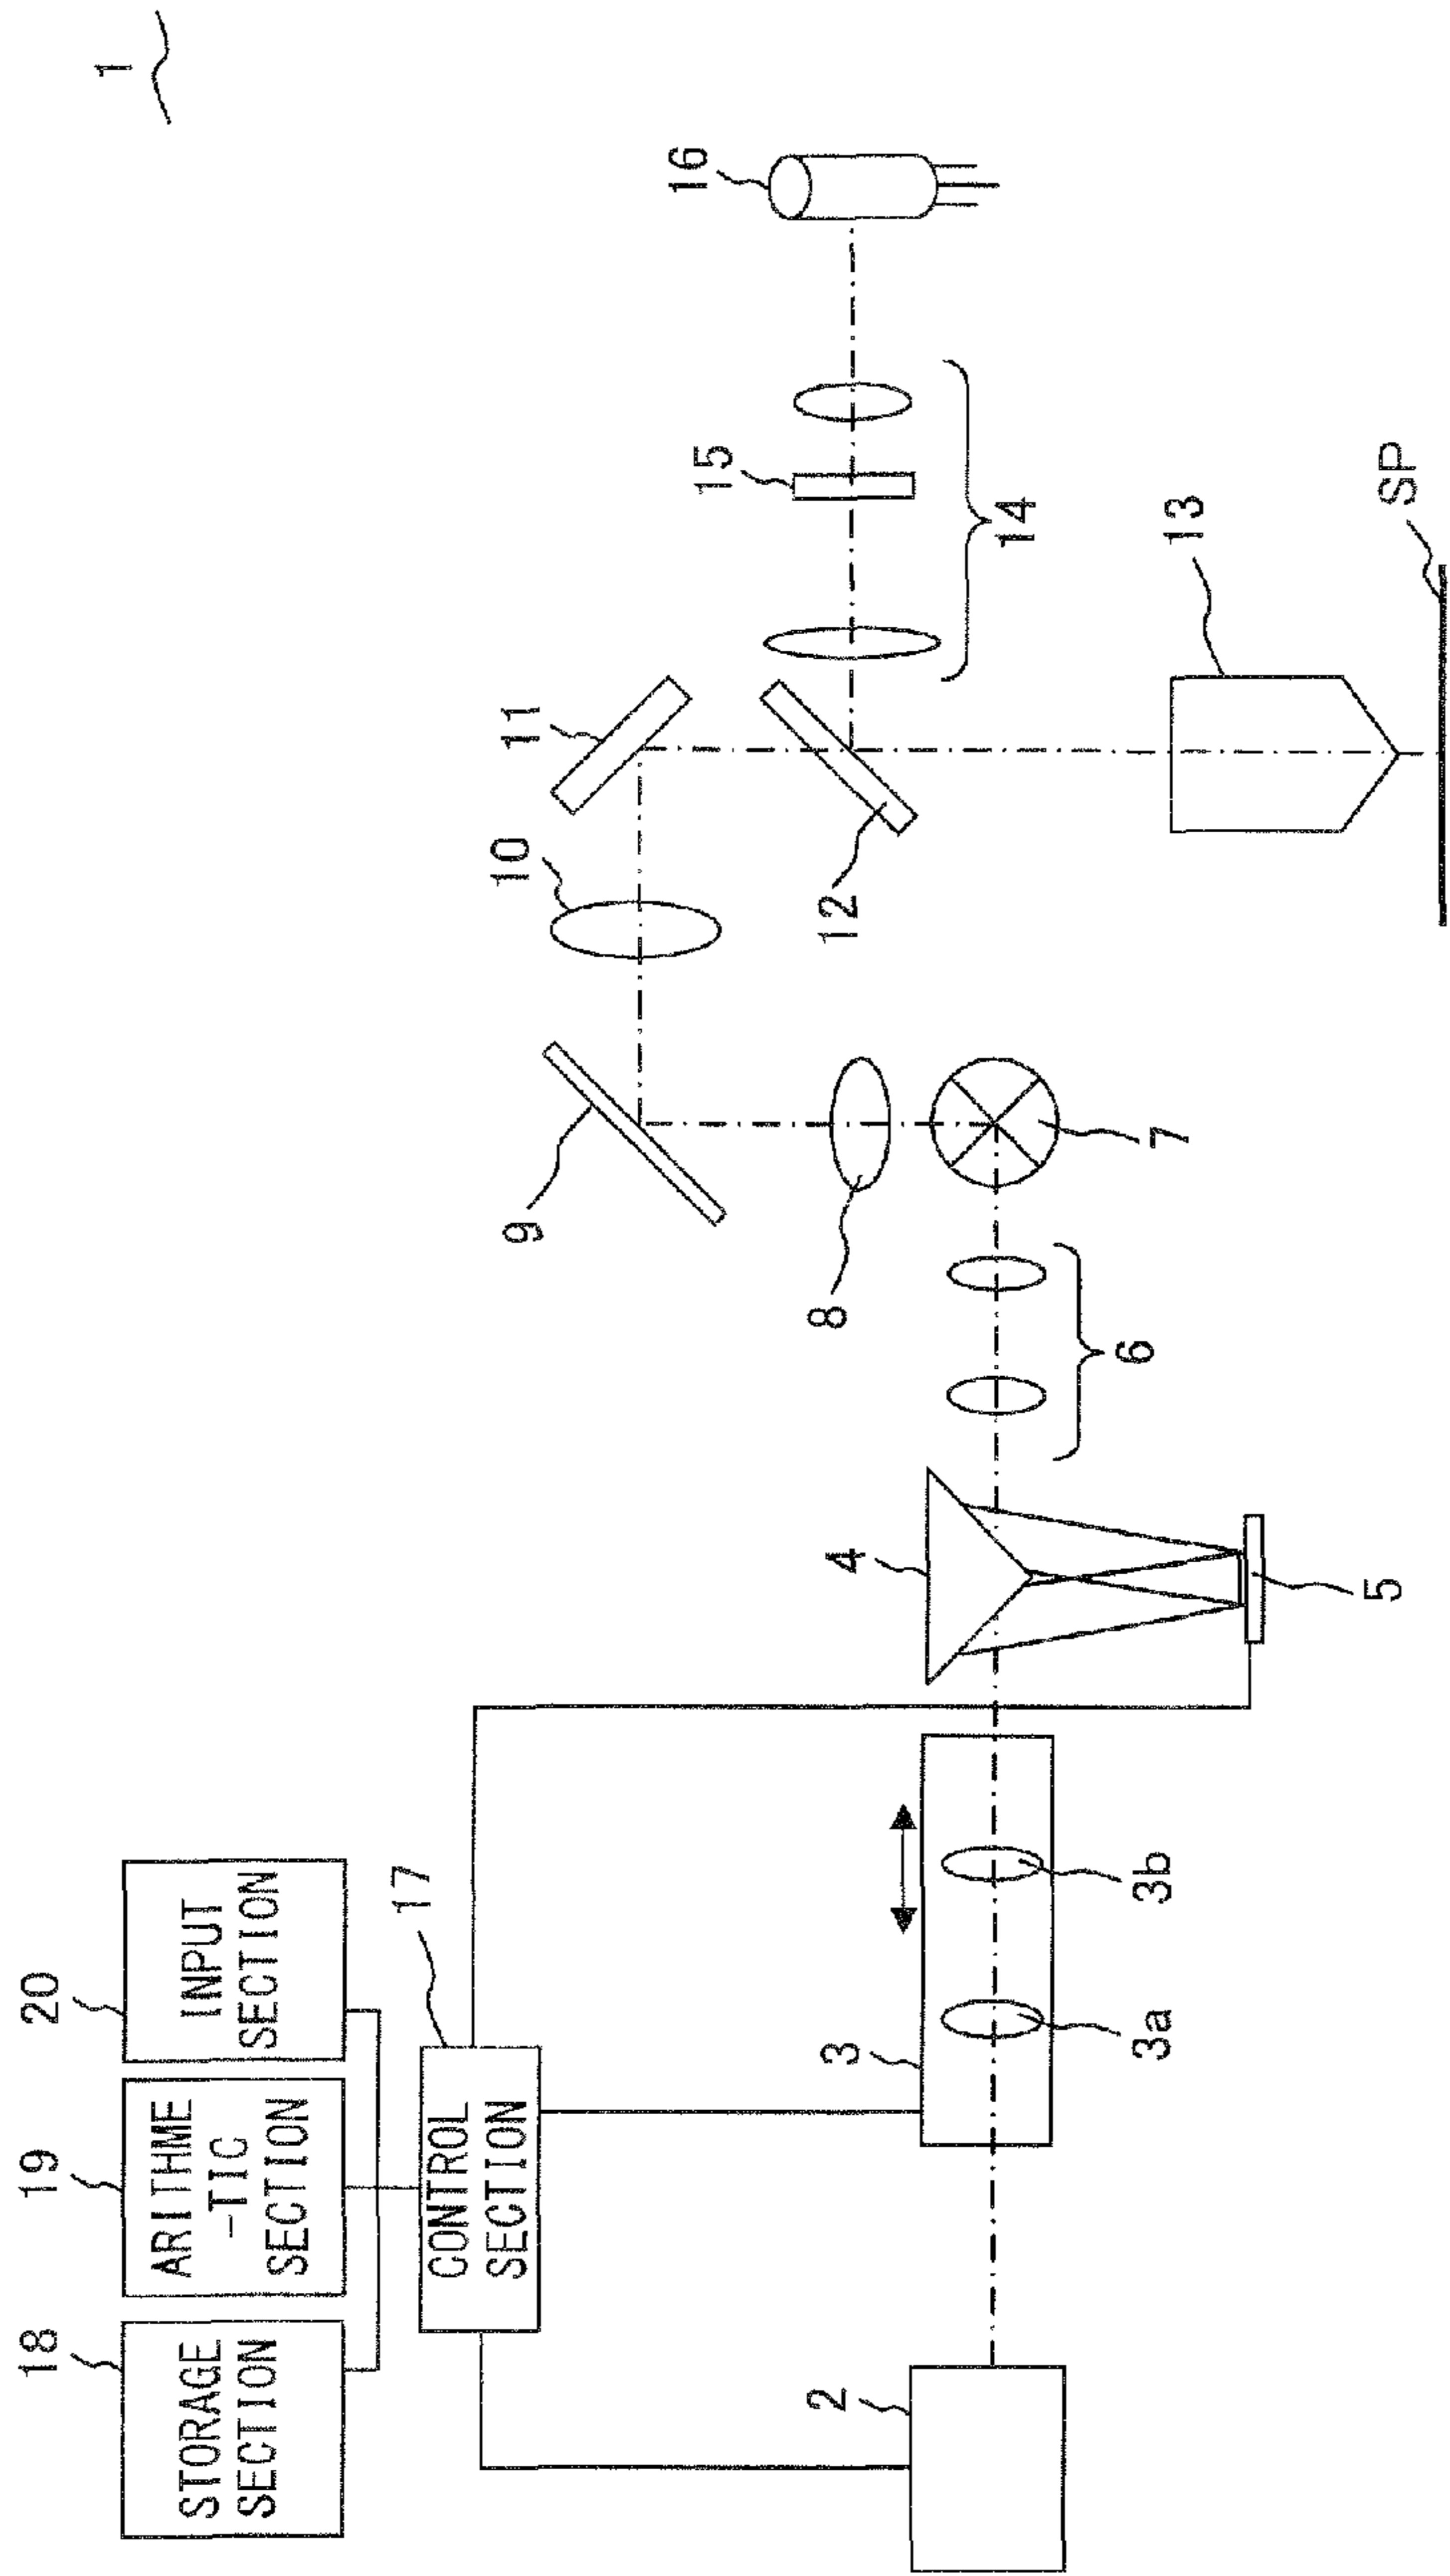 1
18
19
20
STORAGE
SECTION
ARITHME
-TIC
SECTION
INPUT
SECTION
17
CONTROL
SECTION
2
3
3a
3b
4
5
6
7
8
9
10
11
12
13
14
15
16
SP